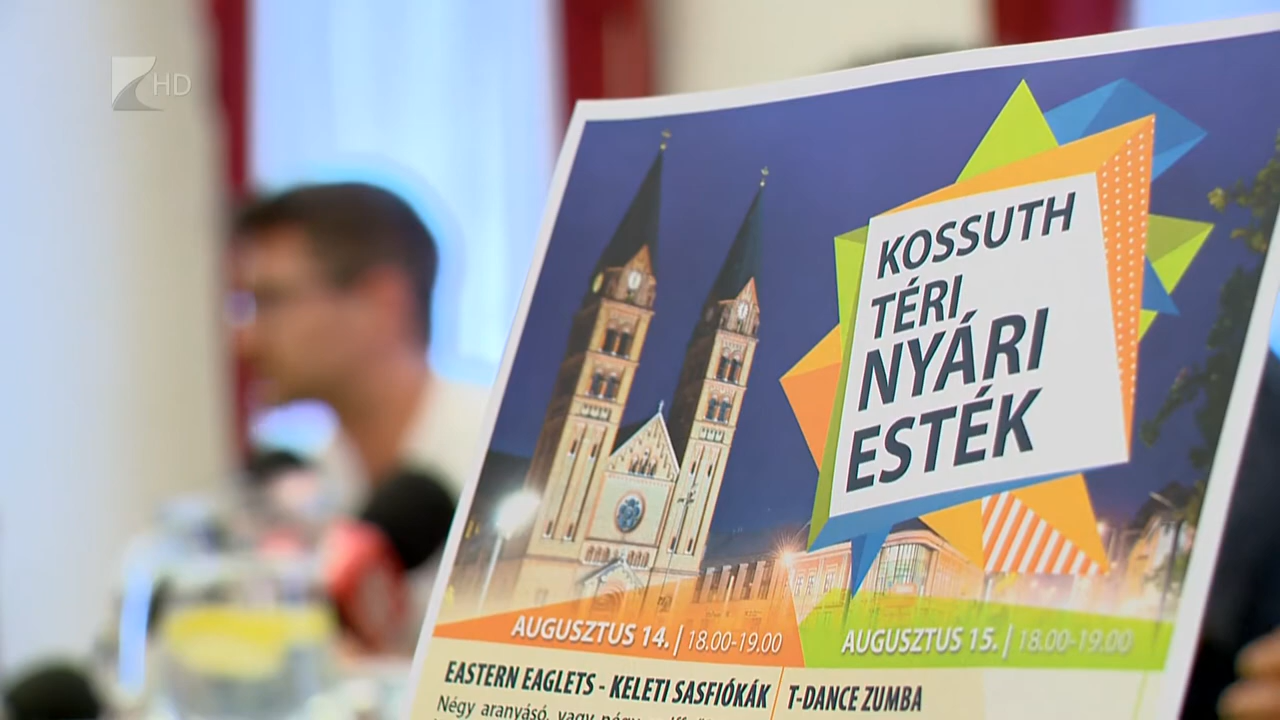 HD
KOSSUTH
TÉRI
NYÁRI
ESTÉK
AUGUSZTUS 14. | 18.00-19.00
AUGUSZTUS 15. | 18.00-19.00
EASTERN EAGLETS - KELETI SASFIÓKÁK
T-DANCE ZUMBA
Négy aranyásó, vagy négy